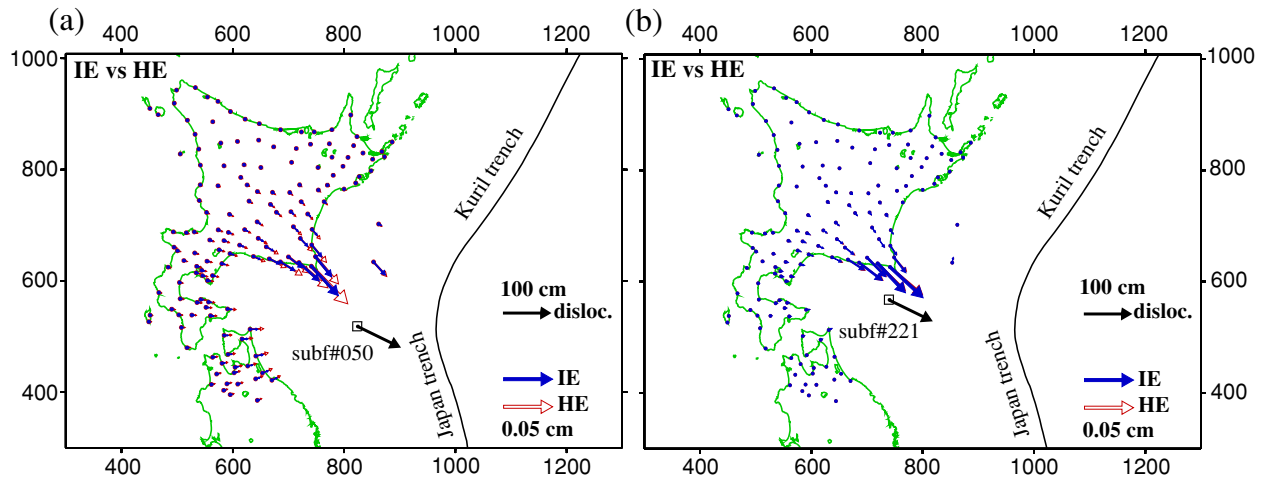 (a)
400 600 800 1000 1200
IE vs HE
1000
800
600
400
Kuril trench
Japan trench
subf#050
100 cm
disloc.
IE
HE
0.05 cm
400 600 800 1000 1200
(b)
400 600 800 1000 1200
IE vs HE
1000
800
600
400
Kuril trench
Japan trench
subf#221
100 cm
disloc.
IE
HE
0.05 cm
400 600 800 1000 1200